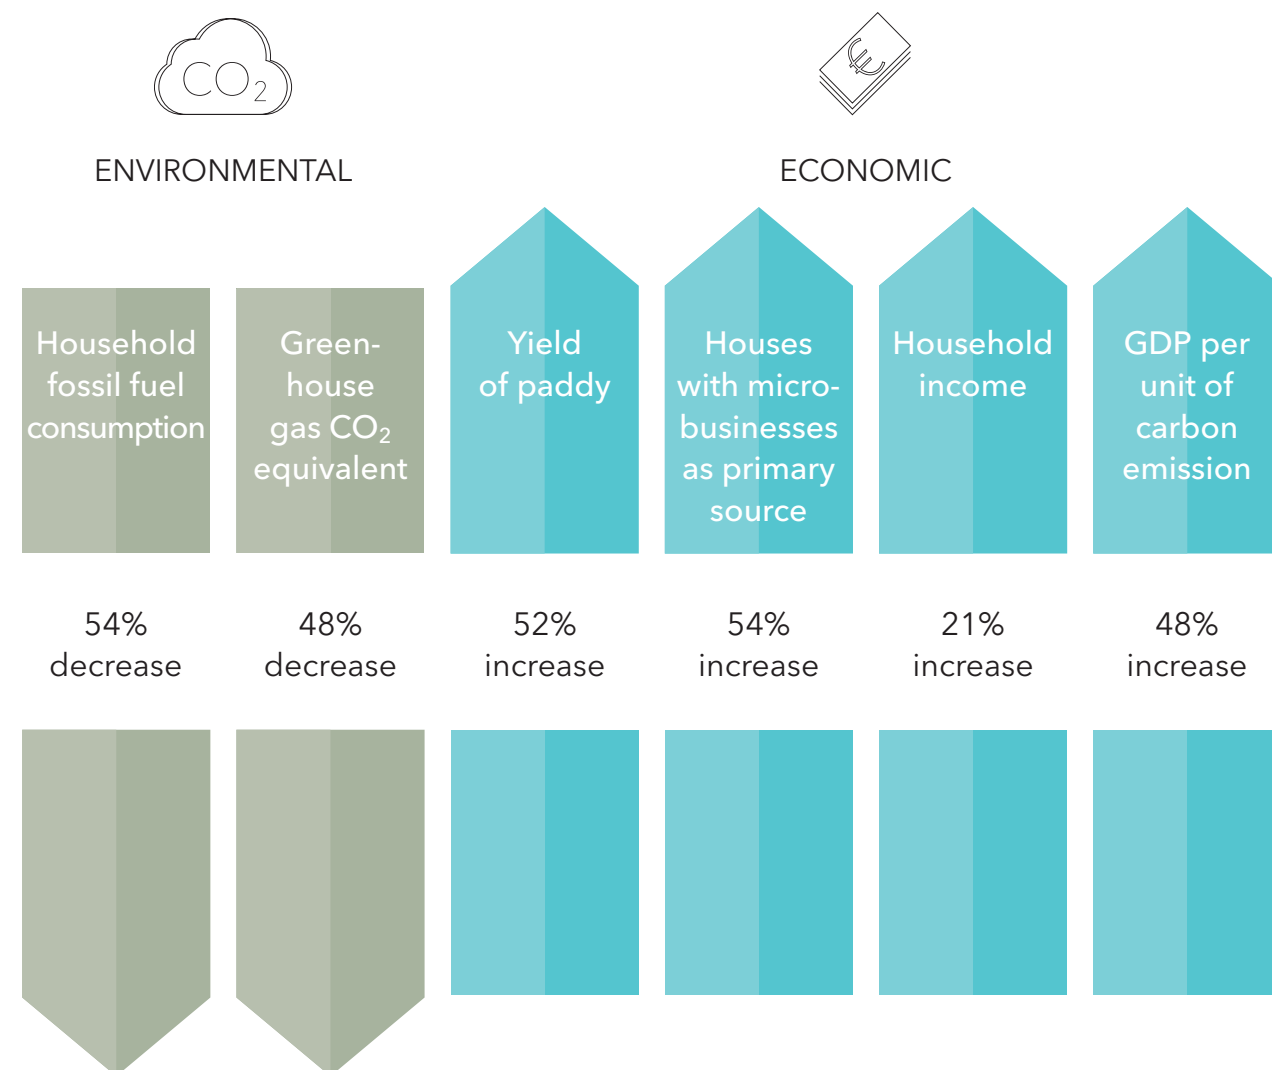 CO₂
€
ENVIRONMENTAL
ECONOMIC
Household
fossil fuel
consumption
Green-
house
gas CO₂
equivalent
Yield
of paddy
Houses
with micro-
businesses
as primary
source
Household
income
GDP per
unit of
carbon
emission
54%
decrease
48%
decrease
52%
increase
54%
increase
21%
increase
48%
increase